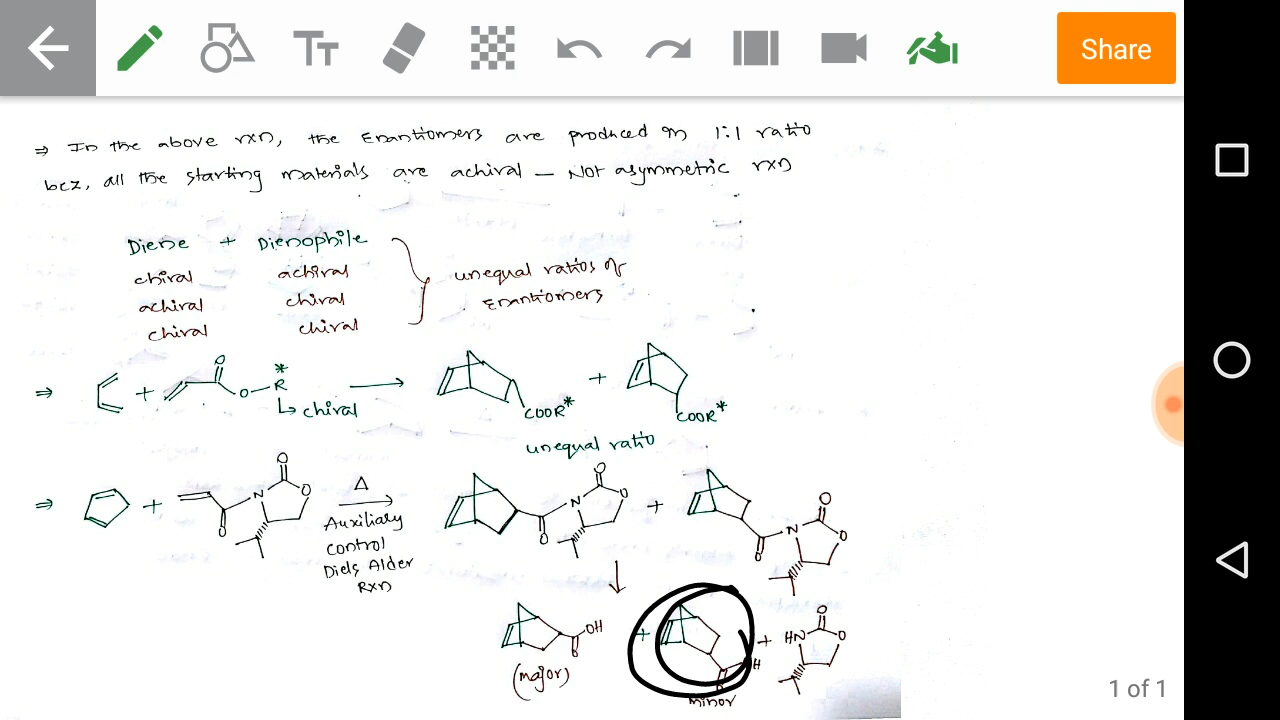 Share
⇒ In the above rxn, the Enantiomers are produced in 1:1 ratio
bcz, all the starting materials are achiral — Not asymmetric rxn
Diene + Dienophile
chiral achiral
achiral chiral
chiral chiral
unequal ratios of
Enantiomers
⇒ + O O-R* → + 
↳ chiral
COOR* COOR*
unequal ratio
⇒ + O N O O Δ → O N O O + O N O O
Auxiliary
control
Diels Alder
Rxn
OH O + OH O + HN O O
(major)
minor
1 of 1